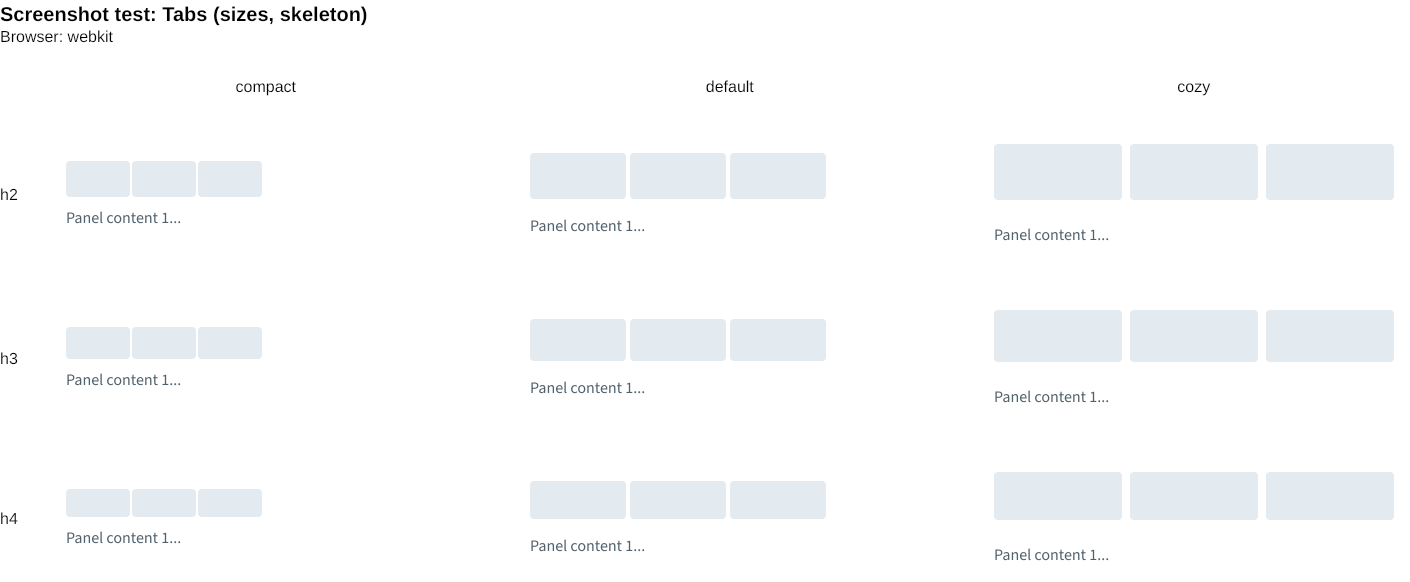 Screenshot test: Tabs (sizes, skeleton)
Browser: webkit
compact default cozy
h2
Panel content 1... Panel content 1... Panel content 1...
h3
Panel content 1... Panel content 1... Panel content 1...
h4
Panel content 1... Panel content 1... Panel content 1...